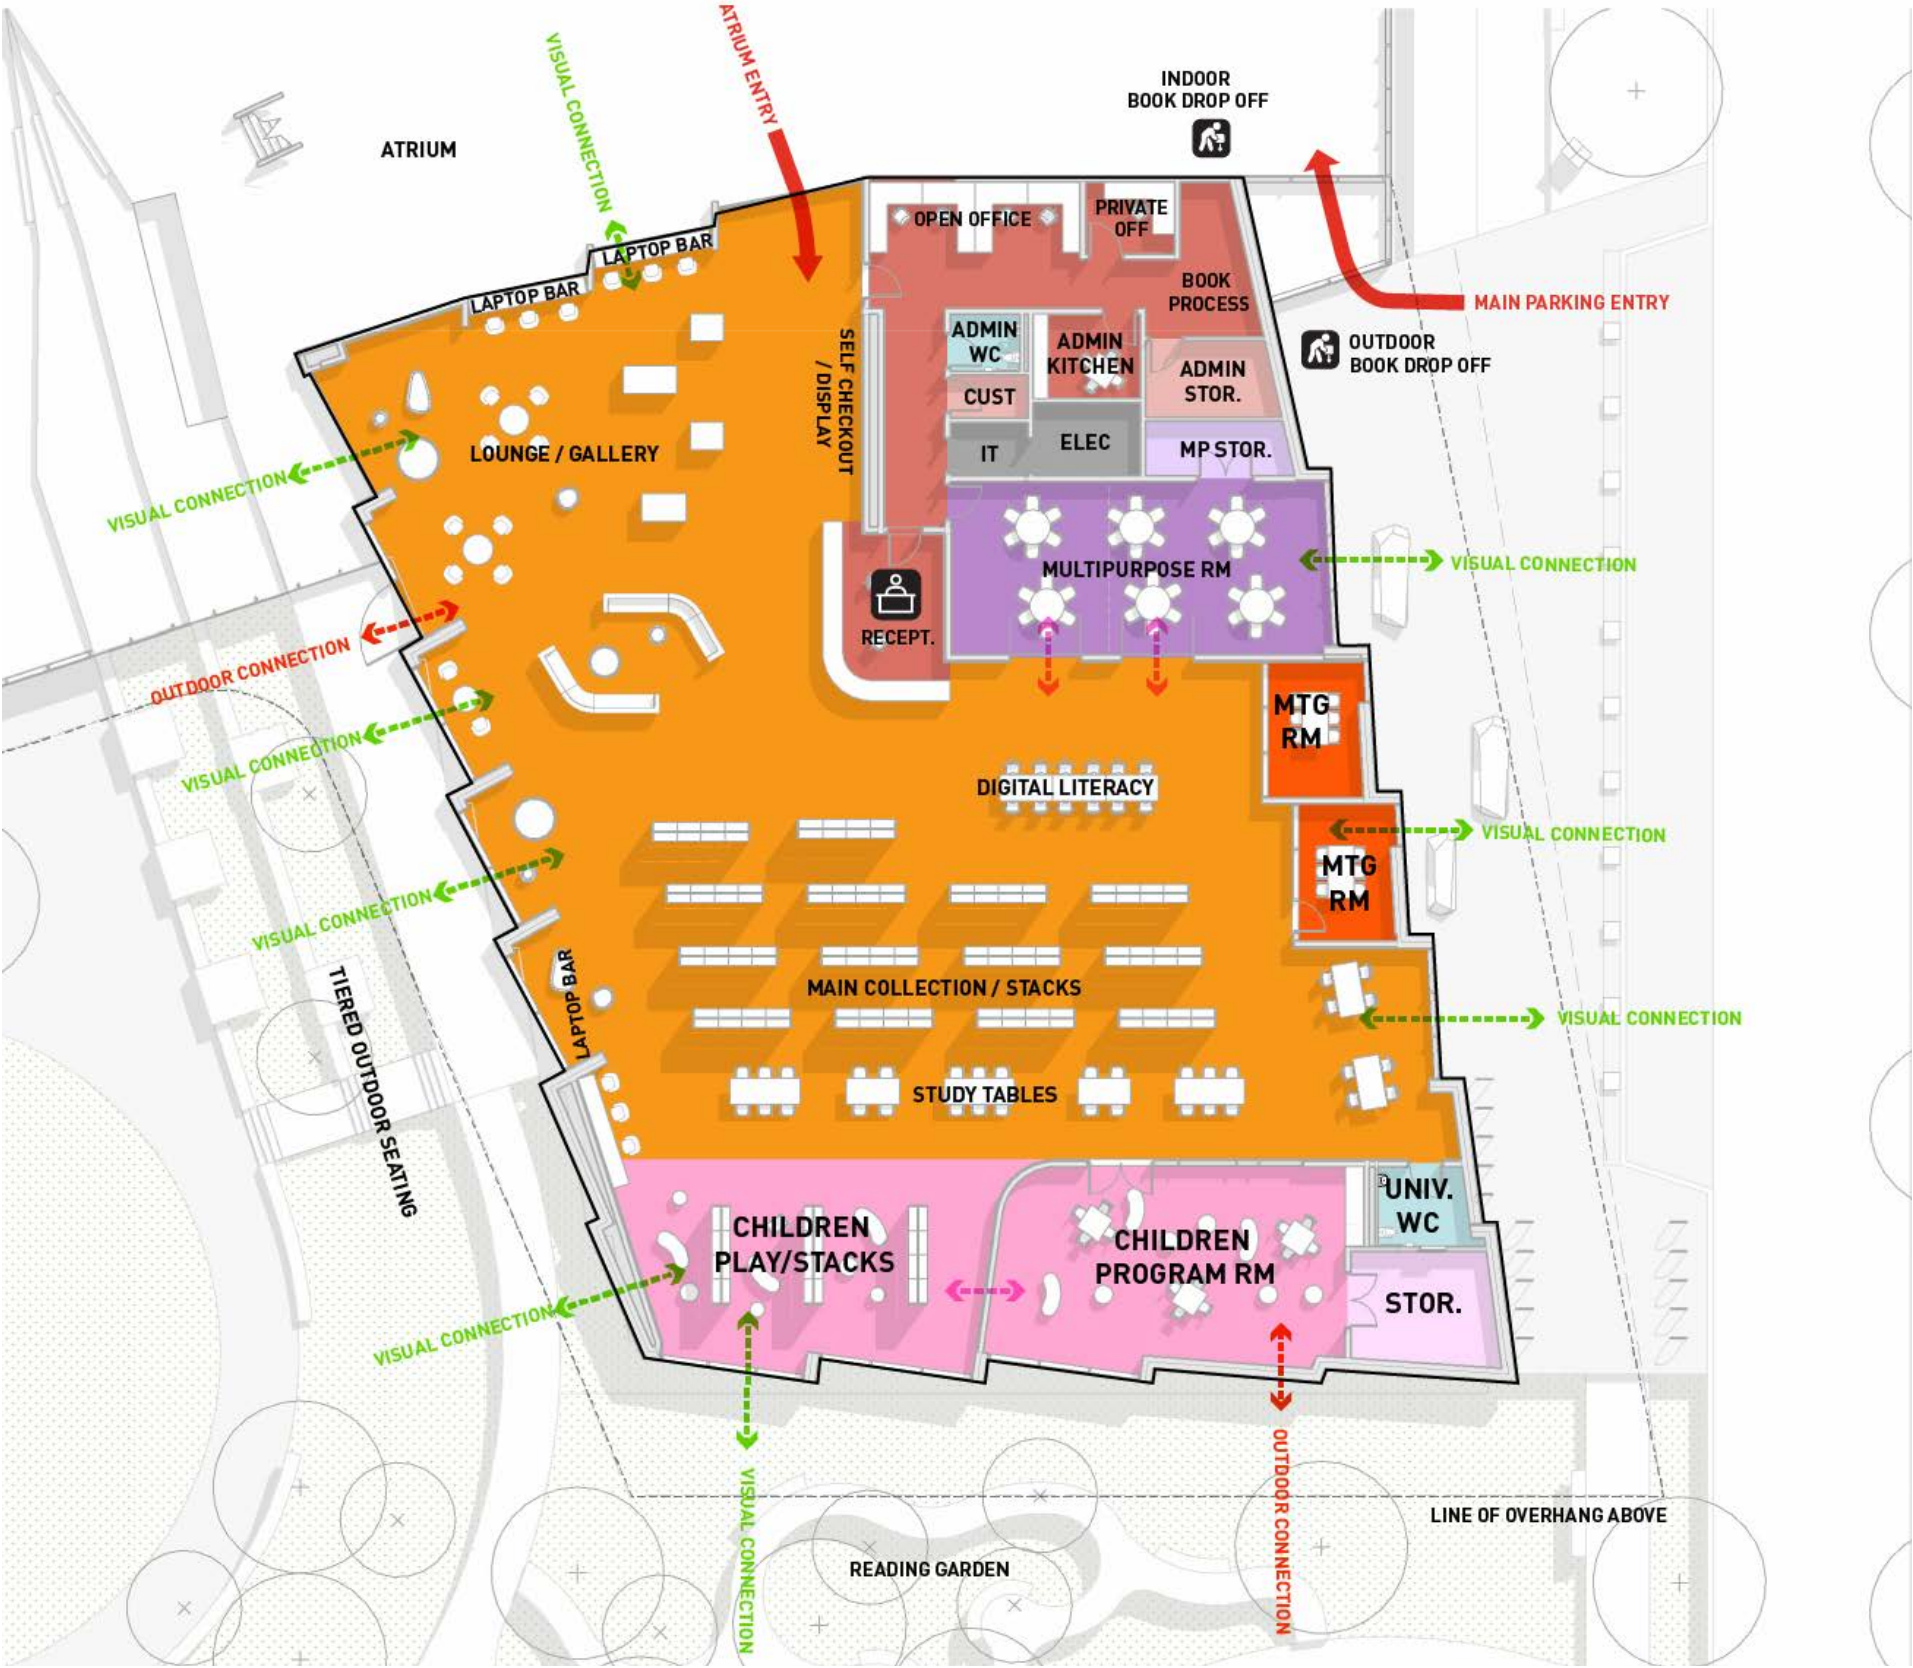 ATRIUM ENTRY
VISUAL CONNECTION
INDOOR
BOOK DROP OFF
ATRIUM
OPEN OFFICE
PRIVATE
OFF
LAPTOP BAR
LAPTOP BAR
BOOK
PROCESS
MAIN PARKING ENTRY
ADMIN
WC
ADMIN
KITCHEN
SELF CHECKOUT
/ DISPLAY
OUTDOOR
BOOK DROP OFF
ADMIN
STOR.
CUST
LOUNGE / GALLERY
IT
ELEC
MP STOR.
VISUAL CONNECTION
MULTIPURPOSE RM
VISUAL CONNECTION
RECEPT.
OUTDOOR CONNECTION
MTG
RM
VISUAL CONNECTION
DIGITAL LITERACY
VISUAL CONNECTION
MTG
RM
VISUAL CONNECTION
LAPTOP BAR
MAIN COLLECTION / STACKS
VISUAL CONNECTION
TIERED OUTDOOR SEATING
STUDY TABLES
UNIV.
WC
CHILDREN
PLAY/STACKS
CHILDREN
PROGRAM RM
STOR.
VISUAL CONNECTION
VISUAL CONNECTION
OUTDOOR CONNECTION
LINE OF OVERHANG ABOVE
READING GARDEN